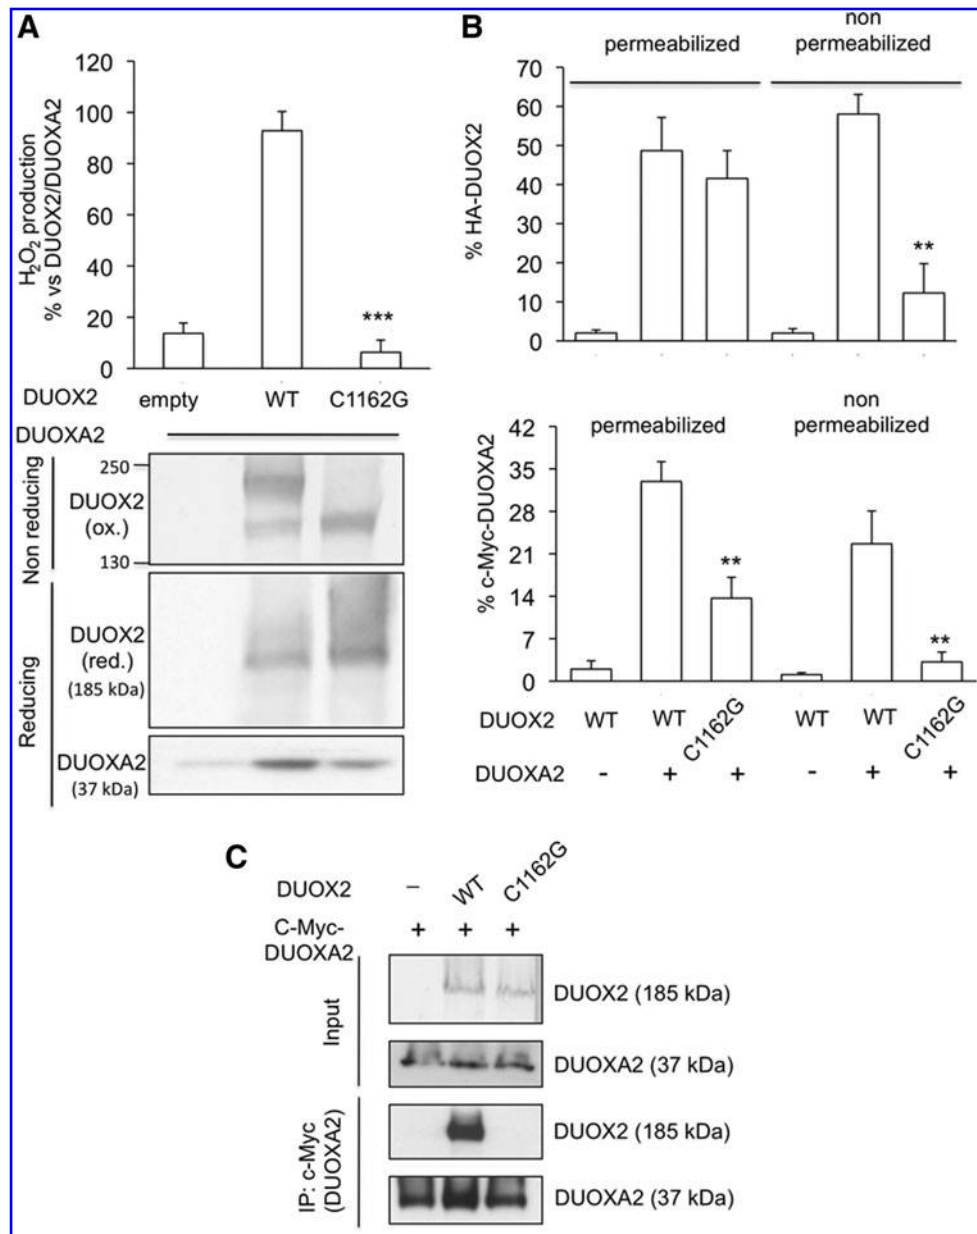 A
H2O2 production
% vs DUOX2/DUOXA2
120
100
80
60
40
20
0
***
DUOX2 empty WT C1162G
DUOXA2
Non reducing
250
DUOX2
(ox.)
130
Reducing
DUOX2
(red.)
(185 kDa)
DUOXA2
(37 kDa)
B
permeabilized
non
permeabilized
% HA-DUOX2
70
60
50
40
30
20
10
0
**
permeabilized
non
permeabilized
% c-Myc-DUOXA2
42
35
28
21
14
7
0
**
**
DUOX2 WT WT C1162G WT WT C1162G
DUOXA2 - + + - + +
C
DUOX2 – WT C1162G
C-Myc-
DUOXA2 + + +
Input
DUOX2 (185 kDa)
DUOXA2 (37 kDa)
IP: c-Myc
(DUOXA2)
DUOX2 (185 kDa)
DUOXA2 (37 kDa)